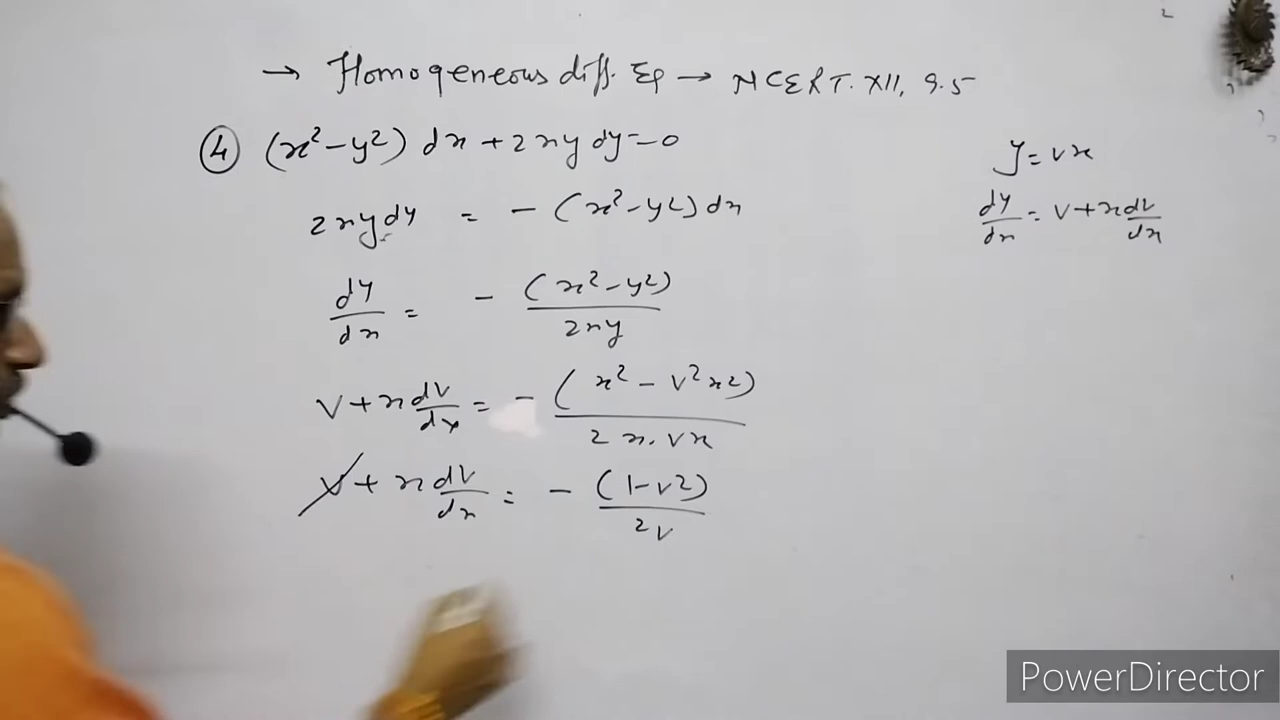 → Homogeneous diff. Eq → NCERT. XII, 9.5
④ (x² - y²) dx + 2xy dy = 0
2xy dy = - (x² - y²) dx
dy/dx = - (x² - y²) / 2xy
v + x dv/dx = - (x² - v²x²) / 2x.vx
v + x dv/dx = - (1 - v²) / 2v
y = vx
dy/dx = v + x dv/dx
PowerDirector